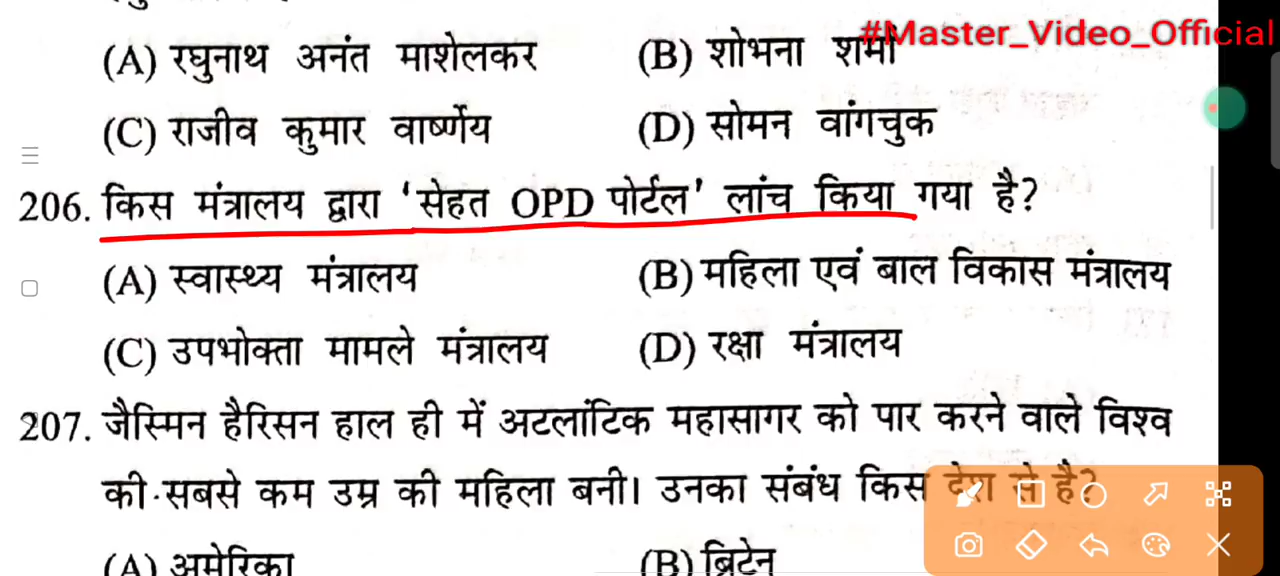 #Master_Video_Official
(A) रघुनाथ अनंत माशेलकर (B) शोभना शर्मा
(C) राजीव कुमार वार्ष्णेय (D) सोमन वांगचुक
206. किस मंत्रालय द्वारा 'सेहत OPD पोर्टल' लांच किया गया है?
(A) स्वास्थ्य मंत्रालय (B) महिला एवं बाल विकास मंत्रालय
(C) उपभोक्ता मामले मंत्रालय (D) रक्षा मंत्रालय
207. जैस्मिन हैरिसन हाल ही में अटलांटिक महासागर को पार करने वाले विश्व
की सबसे कम उम्र की महिला बनी। उनका संबंध किस देश से है?
(A) अमेरिका (B) ब्रिटेन